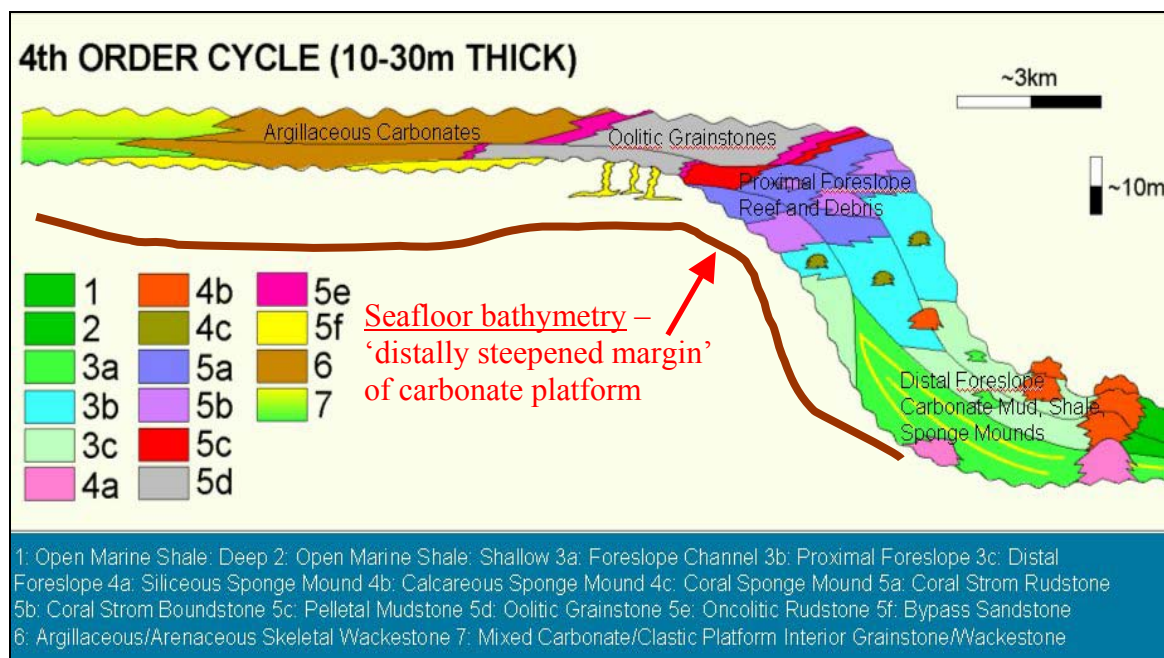 4th ORDER CYCLE (10-30m THICK)
~3km
Argillaceous Carbonates
Oolitic Grainstones
~10m
Proximal Foreslope
Reef and Debris
1
2
3a
3b
3c
4a
4b
4c
5a
5b
5c
5d
5e
5f
6
7
Seafloor bathymetry –
‘distally steepened margin’
of carbonate platform
Distal Foreslope
Carbonate Mud, Shale,
Sponge Mounds
1: Open Marine Shale: Deep 2: Open Marine Shale: Shallow 3a: Foreslope Channel 3b: Proximal Foreslope 3c: Distal
Foreslope 4a: Siliceous Sponge Mound 4b: Calcareous Sponge Mound 4c: Coral Sponge Mound 5a: Coral Strom Rudstone
5b: Coral Strom Boundstone 5c: Pelletal Mudstone 5d: Oolitic Grainstone 5e: Oncolitic Rudstone 5f: Bypass Sandstone
6: Argillaceous/Arenaceous Skeletal Wackestone 7: Mixed Carbonate/Clastic Platform Interior Grainstone/Wackestone